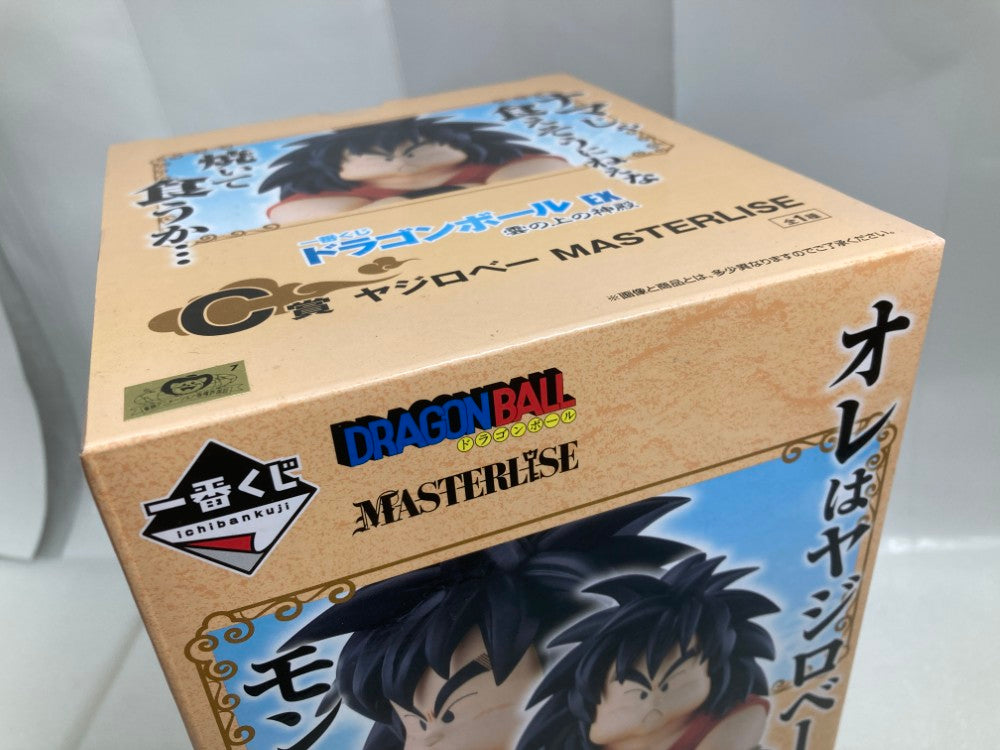 焼いて
食うか…
一番くじ
ドラゴンボール EX
雲の上の神殿
C賞 ヤジロベー MASTERLISE
全1種
※画像と商品とは、多少異なりますのでご了承ください。
7
一番くじ
ichibankuji
DRAGONBALL
ドラゴンボール
MASTERLISE
オレはヤジロベー
モン